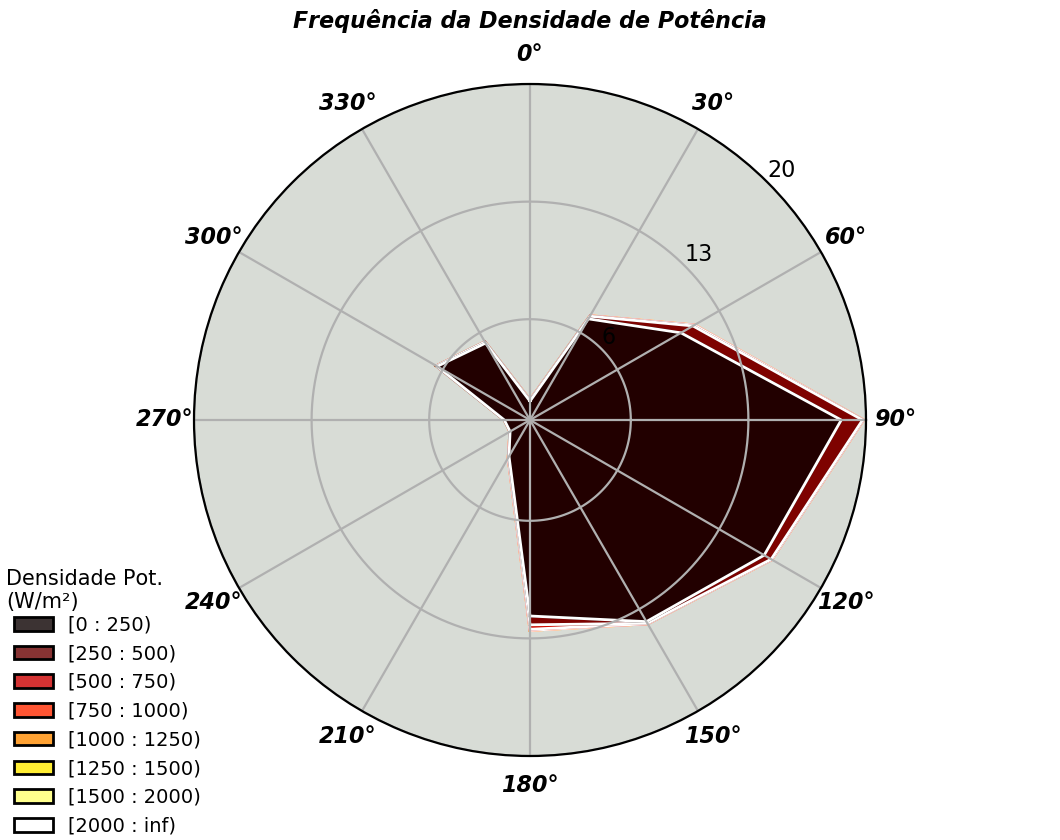 Frequência da Densidade de Potência
0°
330°
30°
20
300°
60°
13
6
270°
90°
240°
120°
210°
150°
180°
Densidade Pot.
(W/m²)
[0 : 250)
[250 : 500)
[500 : 750)
[750 : 1000)
[1000 : 1250)
[1250 : 1500)
[1500 : 2000)
[2000 : inf)